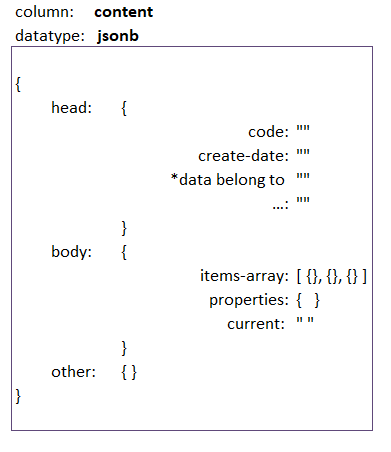 column: content
datatype: jsonb
{
head: {
code: ""
create-date: ""
*data belong to ""
...: ""
}
body: {
items-array: [ {}, {}, {} ]
properties: { }
current: " "
}
other: { }
}